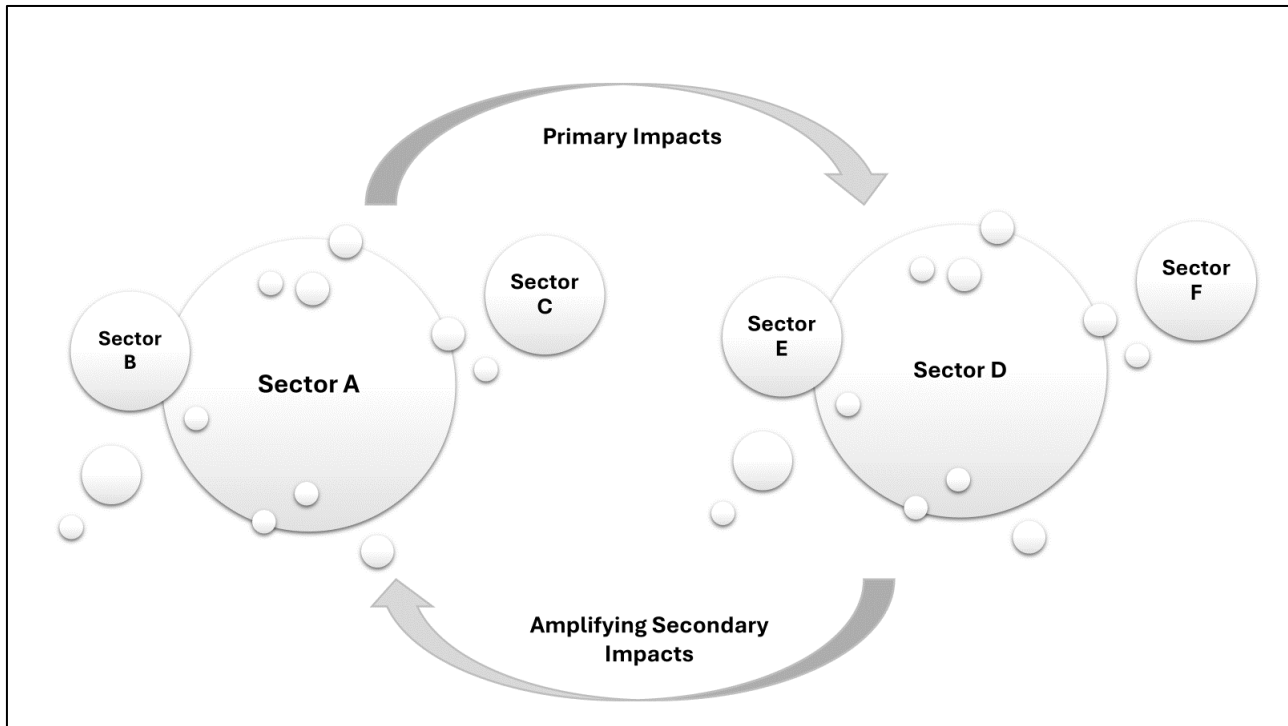 Primary Impacts
Sector
B
Sector A
Sector
C
Sector
E
Sector D
Sector
F
Amplifying Secondary
Impacts